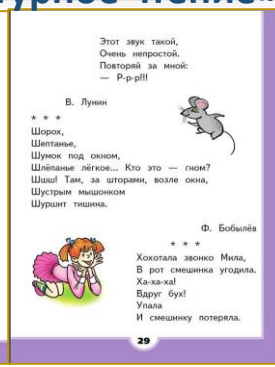 Этот звук такой,
Очень непростой.
Повторяй за мной:
— Р-р-р!!!
В. Лунин
* * *
Шорох,
Шептанье,
Шумок под окном,
Шлёпанье лёгкое... Кто это — гном?
Шшш! Там, за шторами, возле окна,
Шустрым мышонком
Шуршит тишина.
Ф. Бобылёв
* * *
Хохотала звонко Мила,
В рот смешинка угодила.
Ха-ха-ха!
Вдруг бух!
Упала
И смешинку потеряла.
29